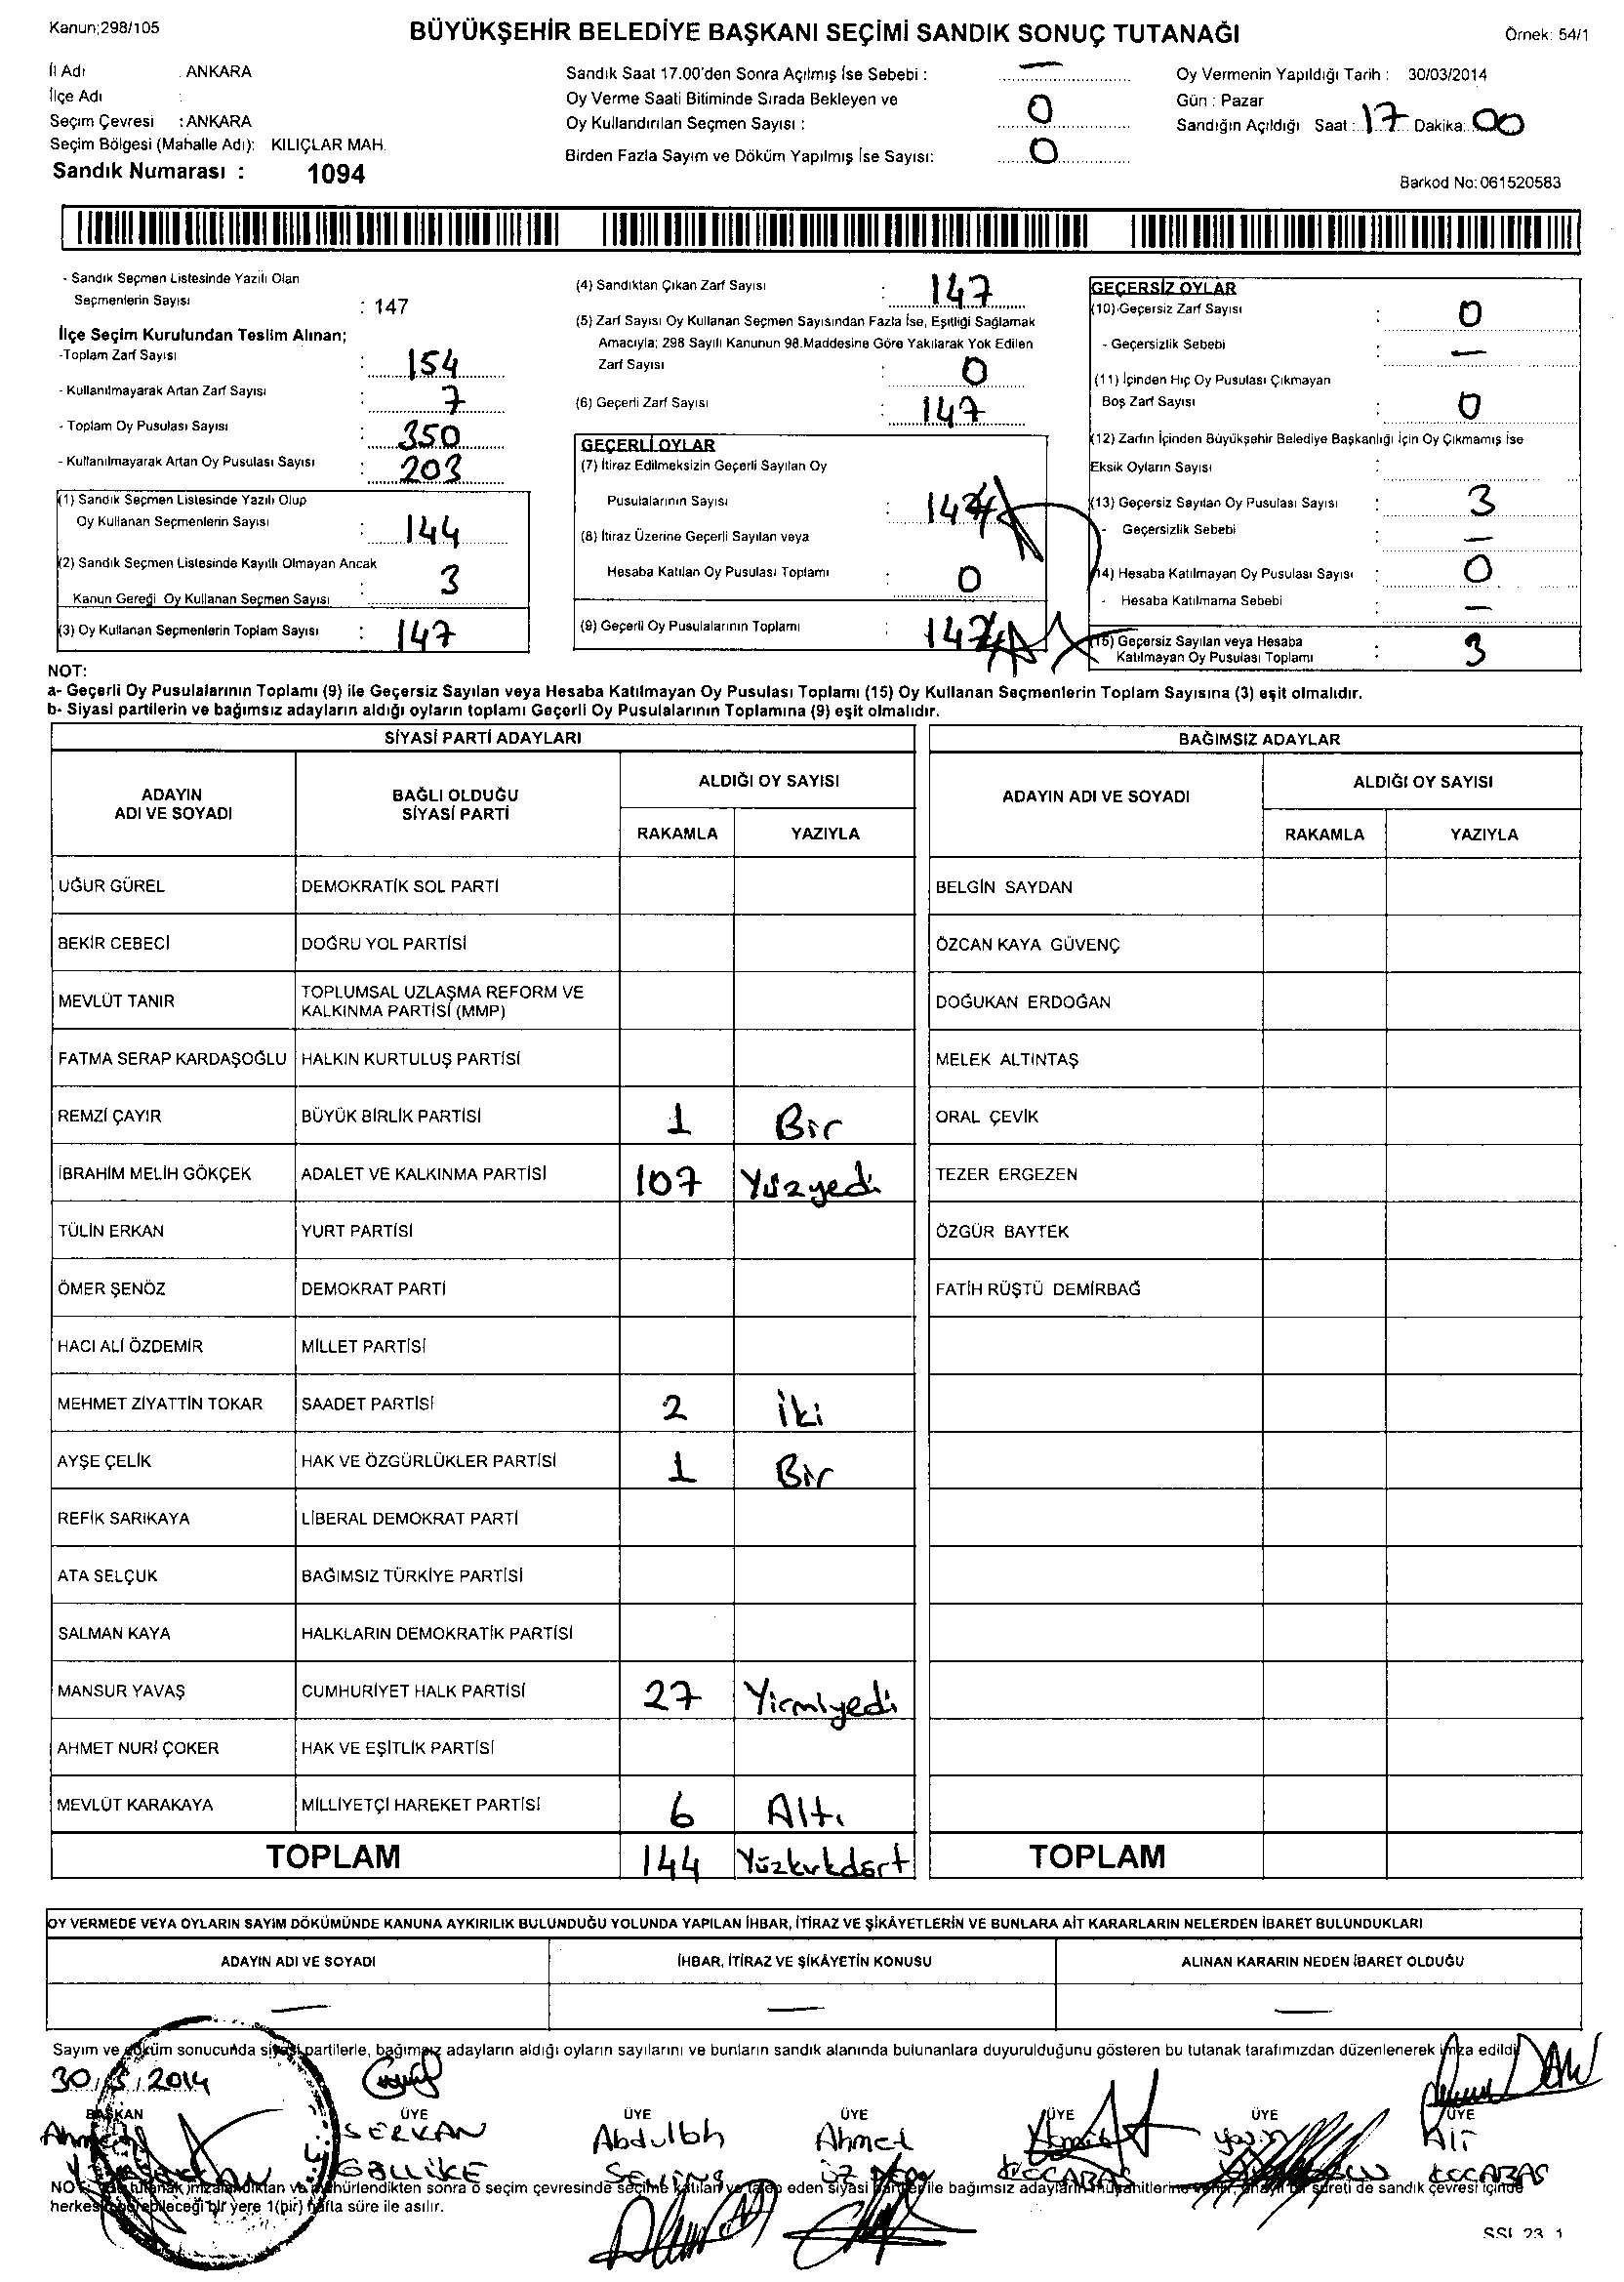 Kanun;298/105
BÜYÜKŞEHİR BELEDİYE BAŞKANI SEÇİMİ SANDIK SONUÇ TUTANAĞI
Örnek: 54/1
İl Adı : ANKARA
İlçe Adı :
Seçim Çevresi : ANKARA
Seçim Bölgesi (Mahalle Adı): KILIÇLAR MAH.
Sandık Numarası : 1094
Sandık Saat 17.00'den Sonra Açılmış İse Sebebi : —
Oy Verme Saati Bitiminde Sırada Bekleyen ve
Oy Kullandırılan Seçmen Sayısı : 0
Birden Fazla Sayım ve Döküm Yapılmış İse Sayısı: 0
Oy Vermenin Yapıldığı Tarih : 30/03/2014
Gün : Pazar
Sandığın Açıldığı Saat : 17 Dakika: 00
Barkod No:061520583
- Sandık Seçmen Listesinde Yazılı Olan
Seçmenlerin Sayısı : 147
İlçe Seçim Kurulundan Teslim Alınan;
-Toplam Zarf Sayısı : 154
- Kullanılmayarak Artan Zarf Sayısı : 7
- Toplam Oy Pusulası Sayısı : 350
- Kullanılmayarak Artan Oy Pusulası Sayısı : 203
(1) Sandık Seçmen Listesinde Yazılı Olup
Oy Kullanan Seçmenlerin Sayısı : 144
(2) Sandık Seçmen Listesinde Kayıtlı Olmayan Ancak
Kanun Gereği Oy Kullanan Seçmen Sayısı : 3
(3) Oy Kullanan Seçmenlerin Toplam Sayısı : 147
(4) Sandıktan Çıkan Zarf Sayısı : 147
(5) Zarf Sayısı Oy Kullanan Seçmen Sayısından Fazla İse, Eşitliği Sağlamak
Amacıyla; 298 Sayılı Kanunun 98.Maddesine Göre Yakılarak Yok Edilen
Zarf Sayısı : 0
(6) Geçerli Zarf Sayısı : 147
GEÇERLİ OYLAR
(7) İtiraz Edilmeksizin Geçerli Sayılan Oy
Pusulalarının Sayısı :
(8) İtiraz Üzerine Geçerli Sayılan veya
Hesaba Katılan Oy Pusulası Toplamı : 0
(9) Geçerli Oy Pusulalarının Toplamı :
GEÇERSİZ OYLAR
(10) Geçersiz Zarf Sayısı : 0
- Geçersizlik Sebebi : —
(11) İçinden Hiç Oy Pusulası Çıkmayan
Boş Zarf Sayısı : 0
(12) Zarfın İçinden Büyükşehir Belediye Başkanlığı İçin Oy Çıkmamış İse
Eksik Oyların Sayısı :
(13) Geçersiz Sayılan Oy Pusulası Sayısı : 3
- Geçersizlik Sebebi : —
(14) Hesaba Katılmayan Oy Pusulası Sayısı : 0
- Hesaba Katılmama Sebebi : —
(15) Geçersiz Sayılan veya Hesaba
Katılmayan Oy Pusulası Toplamı : 3
NOT:
a- Geçerli Oy Pusulalarının Toplamı (9) ile Geçersiz Sayılan veya Hesaba Katılmayan Oy Pusulası Toplamı (15) Oy Kullanan Seçmenlerin Toplam Sayısına (3) eşit olmalıdır.
b- Siyasi partilerin ve bağımsız adayların aldığı oyların toplamı Geçerli Oy Pusulalarının Toplamına (9) eşit olmalıdır.
SİYASİ PARTİ ADAYLARI
ADAYIN ADI VE SOYADI BAĞLI OLDUĞU SİYASİ PARTİ ALDIĞI OY SAYISI RAKAMLA YAZIYLA
UĞUR GÜREL DEMOKRATİK SOL PARTİ
BEKİR CEBECİ DOĞRU YOL PARTİSİ
MEVLÜT TANIR TOPLUMSAL UZLAŞMA REFORM VE KALKINMA PARTİSİ (MMP)
FATMA SERAP KARDAŞOĞLU HALKIN KURTULUŞ PARTİSİ
REMZİ ÇAYIR BÜYÜK BİRLİK PARTİSİ 1 Bir
İBRAHİM MELİH GÖKÇEK ADALET VE KALKINMA PARTİSİ 107 Yüzyedi
TÜLİN ERKAN YURT PARTİSİ
ÖMER ŞENÖZ DEMOKRAT PARTİ
HACI ALİ ÖZDEMİR MİLLET PARTİSİ
MEHMET ZİYATTİN TOKAR SAADET PARTİSİ 2 İki
AYŞE ÇELİK HAK VE ÖZGÜRLÜKLER PARTİSİ 1 Bir
REFİK SARIKAYA LİBERAL DEMOKRAT PARTİ
ATA SELÇUK BAĞIMSIZ TÜRKİYE PARTİSİ
SALMAN KAYA HALKLARIN DEMOKRATİK PARTİSİ
MANSUR YAVAŞ CUMHURİYET HALK PARTİSİ 27 Yirmiyedi
AHMET NURİ ÇOKER HAK VE EŞİTLİK PARTİSİ
MEVLÜT KARAKAYA MİLLİYETÇİ HAREKET PARTİSİ 6 Altı
TOPLAM 144 Yüzkırkdört
BAĞIMSIZ ADAYLAR
ADAYIN ADI VE SOYADI ALDIĞI OY SAYISI RAKAMLA YAZIYLA
BELGİN SAYDAN
ÖZCAN KAYA GÜVENÇ
DOĞUKAN ERDOĞAN
MELEK ALTINTAŞ
ORAL ÇEVİK
TEZER ERGEZEN
ÖZGÜR BAYTEK
FATİH RÜŞTÜ DEMİRBAĞ
TOPLAM
OY VERMEDE VEYA OYLARIN SAYIM DÖKÜMÜNDE KANUNA AYKIRILIK BULUNDUĞU YOLUNDA YAPILAN İHBAR, İTİRAZ VE ŞİKÂYETLERİN VE BUNLARA AİT KARARLARIN NELERDEN İBARET BULUNDUKLARI
ADAYIN ADI VE SOYADI İHBAR, İTİRAZ VE ŞİKÂYETİN KONUSU ALINAN KARARIN NEDEN İBARET OLDUĞU
— — —
Sayım ve döküm sonucunda siyasi partilerle, bağımsız adayların aldığı oyların sayılarını ve bunların sandık alanında bulunanlara duyurulduğunu gösteren bu tutanak tarafımızdan düzenlenerek imza edildi
30/3/2014
BAŞKAN ÜYE ÜYE ÜYE ÜYE ÜYE ÜYE
Ahmet SERKAN Abdullah Ahmet Yasin Ali
GÜLLİKE KOCABAŞ KOCABAŞ
NOT: tutanak imzalandıktan ve mühürlendikten sonra o seçim çevresinde seçime katılan ve talep eden siyasi partiler ile bağımsız adayların müşahitlerine onaylı bir sureti de sandık çevresi içinde
herkesin görebileceği bir yere 1(bir) hafta süre ile asılır.